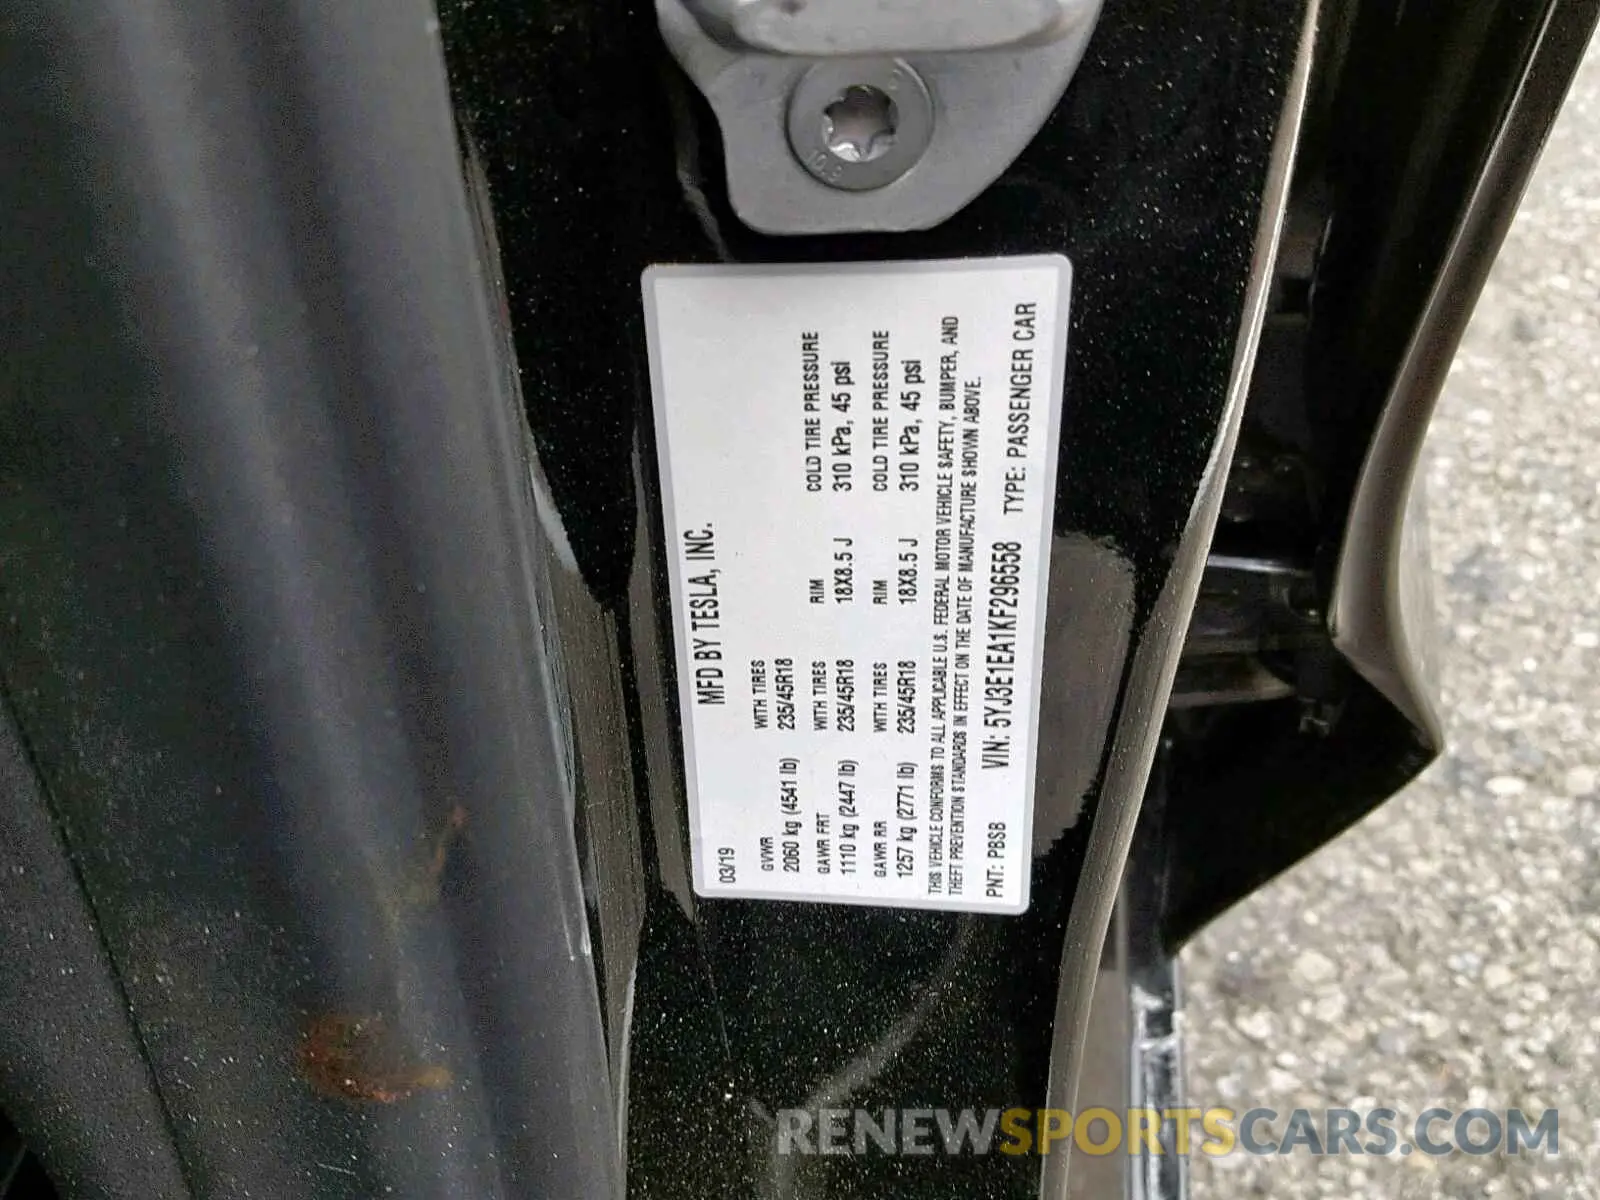 MFD BY TESLA, INC.
03/19
GVWR WITH TIRES
2060 kg (4541 lb) 235/45R18
GAWR FRT WITH TIRES RIM COLD TIRE PRESSURE
1110 kg (2447 lb) 235/45R18 18X8.5 J 310 kPa, 45 psi
GAWR RR WITH TIRES RIM COLD TIRE PRESSURE
1257 kg (2771 lb) 235/45R18 18X8.5 J 310 kPa, 45 psi
THIS VEHICLE CONFORMS TO ALL APPLICABLE U.S. FEDERAL MOTOR VEHICLE SAFETY, BUMPER, AND
THEFT PREVENTION STANDARDS IN EFFECT ON THE DATE OF MANUFACTURE SHOWN ABOVE.
PNT: PBSB VIN: 5YJ3E1EA1KF296558 TYPE: PASSENGER CAR
RENEWSPORTSCARS.COM